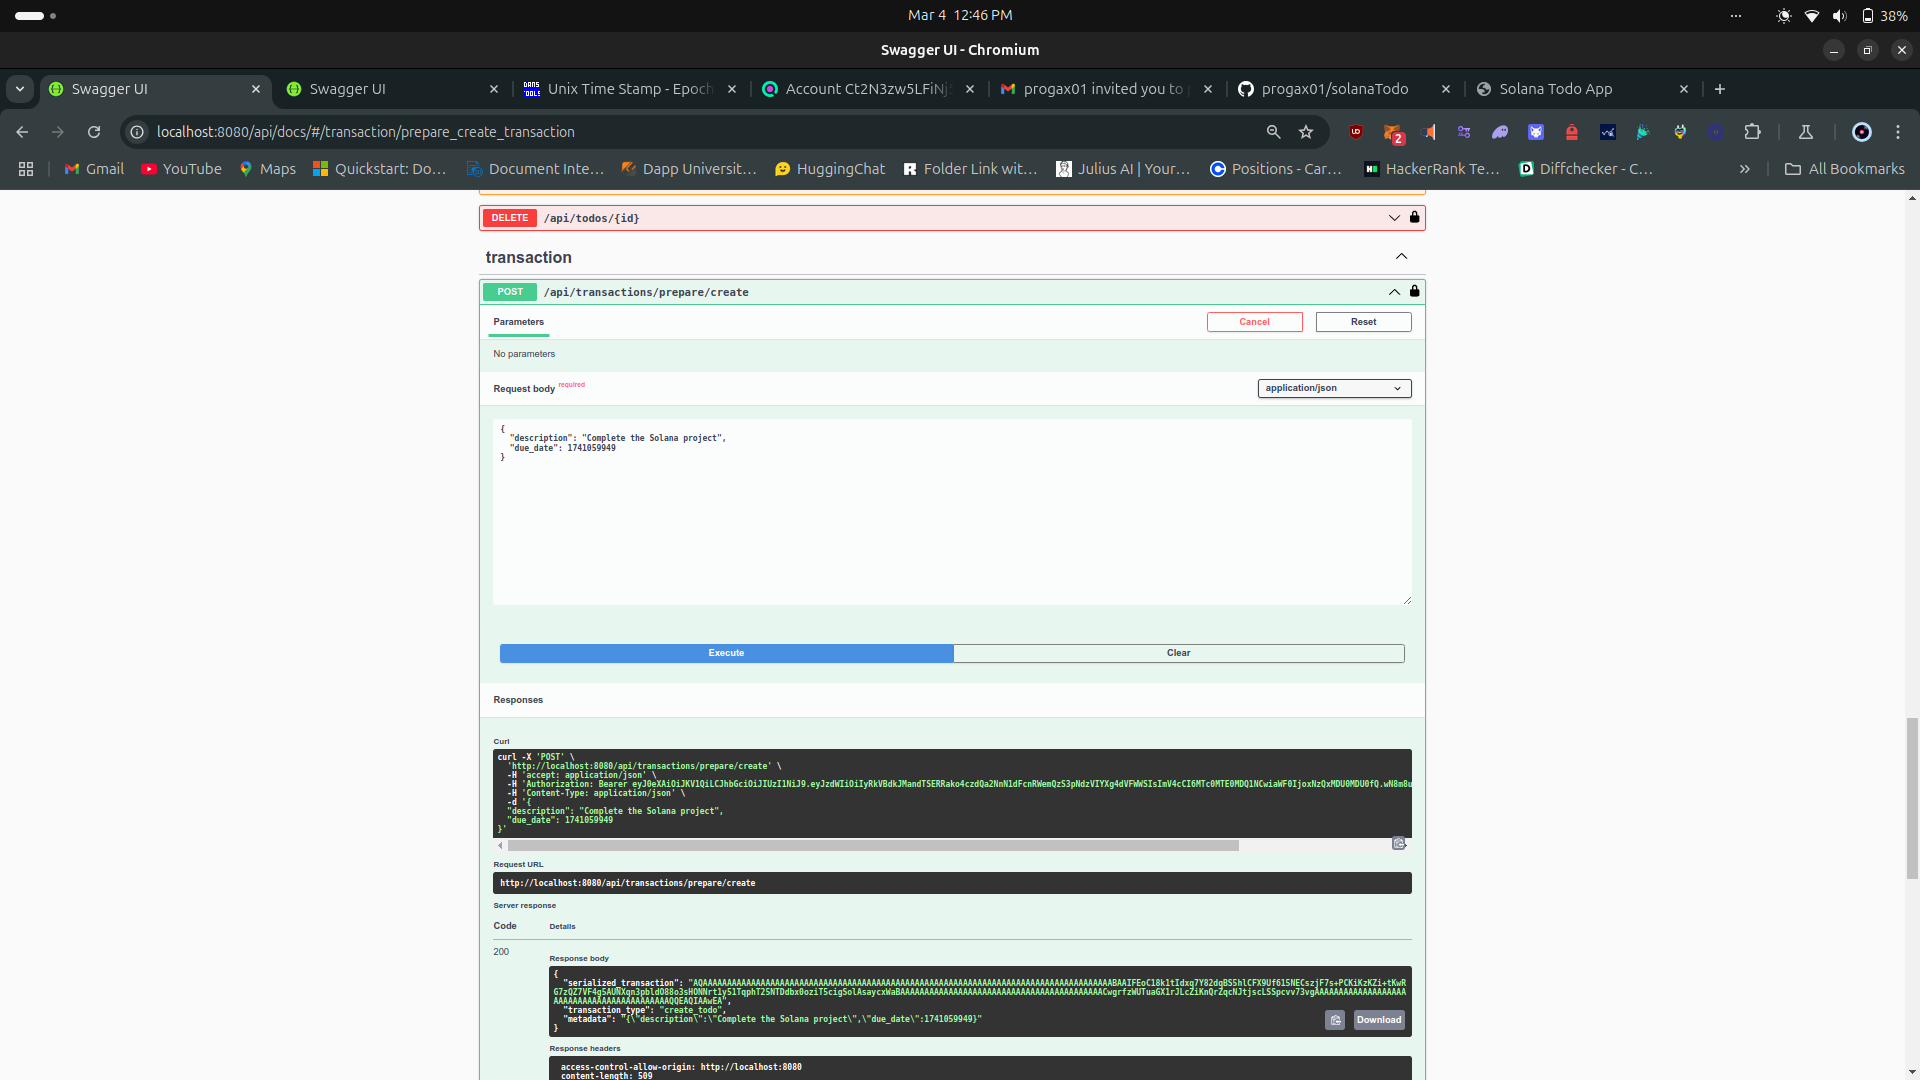 Mar 4 12:46 PM
38%
Swagger UI - Chromium
Swagger UI
Swagger UI
Unix Time Stamp - Epoch
Account Ct2N3zw5LFiNj
progax01 invited you to
progax01/solanaTodo
Solana Todo App
localhost:8080/api/docs/#/transaction/prepare_create_transaction
2
Gmail
YouTube
Maps
Quickstart: Do...
Document Inte...
Dapp Universit...
HuggingChat
Folder Link wit...
Julius AI | Your...
Positions - Car...
HackerRank Te...
Diffchecker - C...
All Bookmarks
DELETE /api/todos/{id}
transaction
POST /api/transactions/prepare/create
Parameters
Cancel
Reset
No parameters
Request body required
application/json
{
"description": "Complete the Solana project",
"due_date": 1741059949
}
Execute
Clear
Responses
Curl
curl -X 'POST' \
'http://localhost:8080/api/transactions/prepare/create' \
-H 'accept: application/json' \
-H 'Authorization: Bearer
-H 'Content-Type: application/json' \
-d '{
"description": "Complete the Solana project",
"due_date": 1741059949
}'
Request URL
http://localhost:8080/api/transactions/prepare/create
Server response
Code
Details
200
Response body
{
"serialized_transaction":
"transaction_type": "create_todo",
"metadata": "{\"description\":\"Complete the Solana project\",\"due_date\":1741059949}"
}
Download
Response headers
access-control-allow-origin: http://localhost:8080
content-length: 509